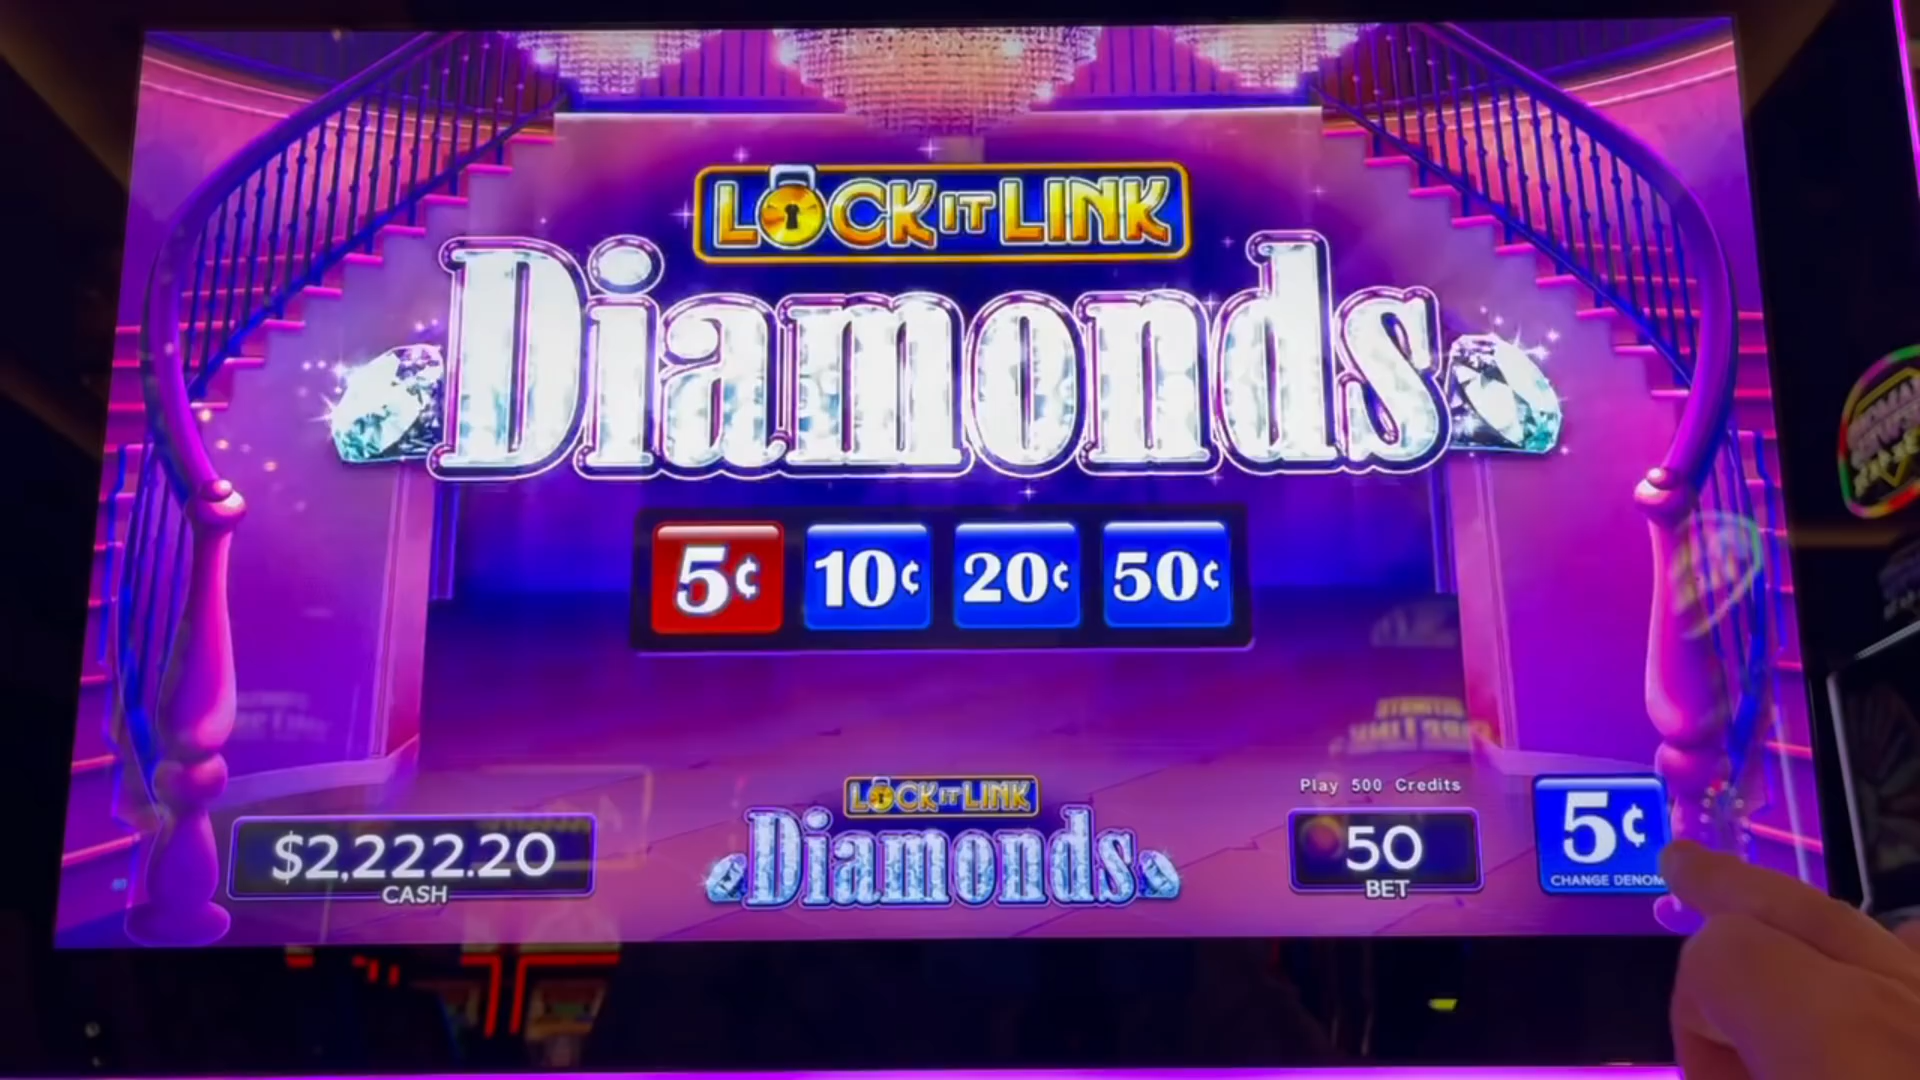 LOCK IT LINK
Diamonds
5¢ 10¢ 20¢ 50¢
Play 500 Credits
$2,222.20
CASH
LOCK IT LINK
Diamonds
50
BET
5¢
CHANGE DENOM